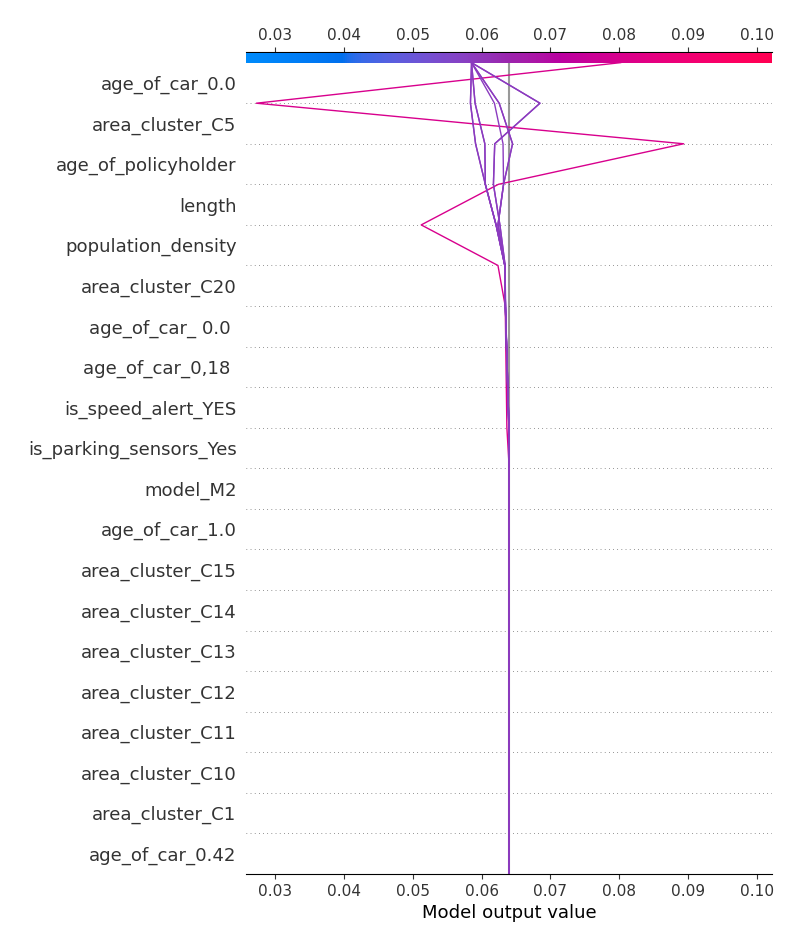 0.03 0.04 0.05 0.06 0.07 0.08 0.09 0.10
age_of_car_0.0
area_cluster_C5
age_of_policyholder
length
population_density
area_cluster_C20
age_of_car_ 0.0
age_of_car_0,18
is_speed_alert_YES
is_parking_sensors_Yes
model_M2
age_of_car_1.0
area_cluster_C15
area_cluster_C14
area_cluster_C13
area_cluster_C12
area_cluster_C11
area_cluster_C10
area_cluster_C1
age_of_car_0.42
0.03 0.04 0.05 0.06 0.07 0.08 0.09 0.10
Model output value